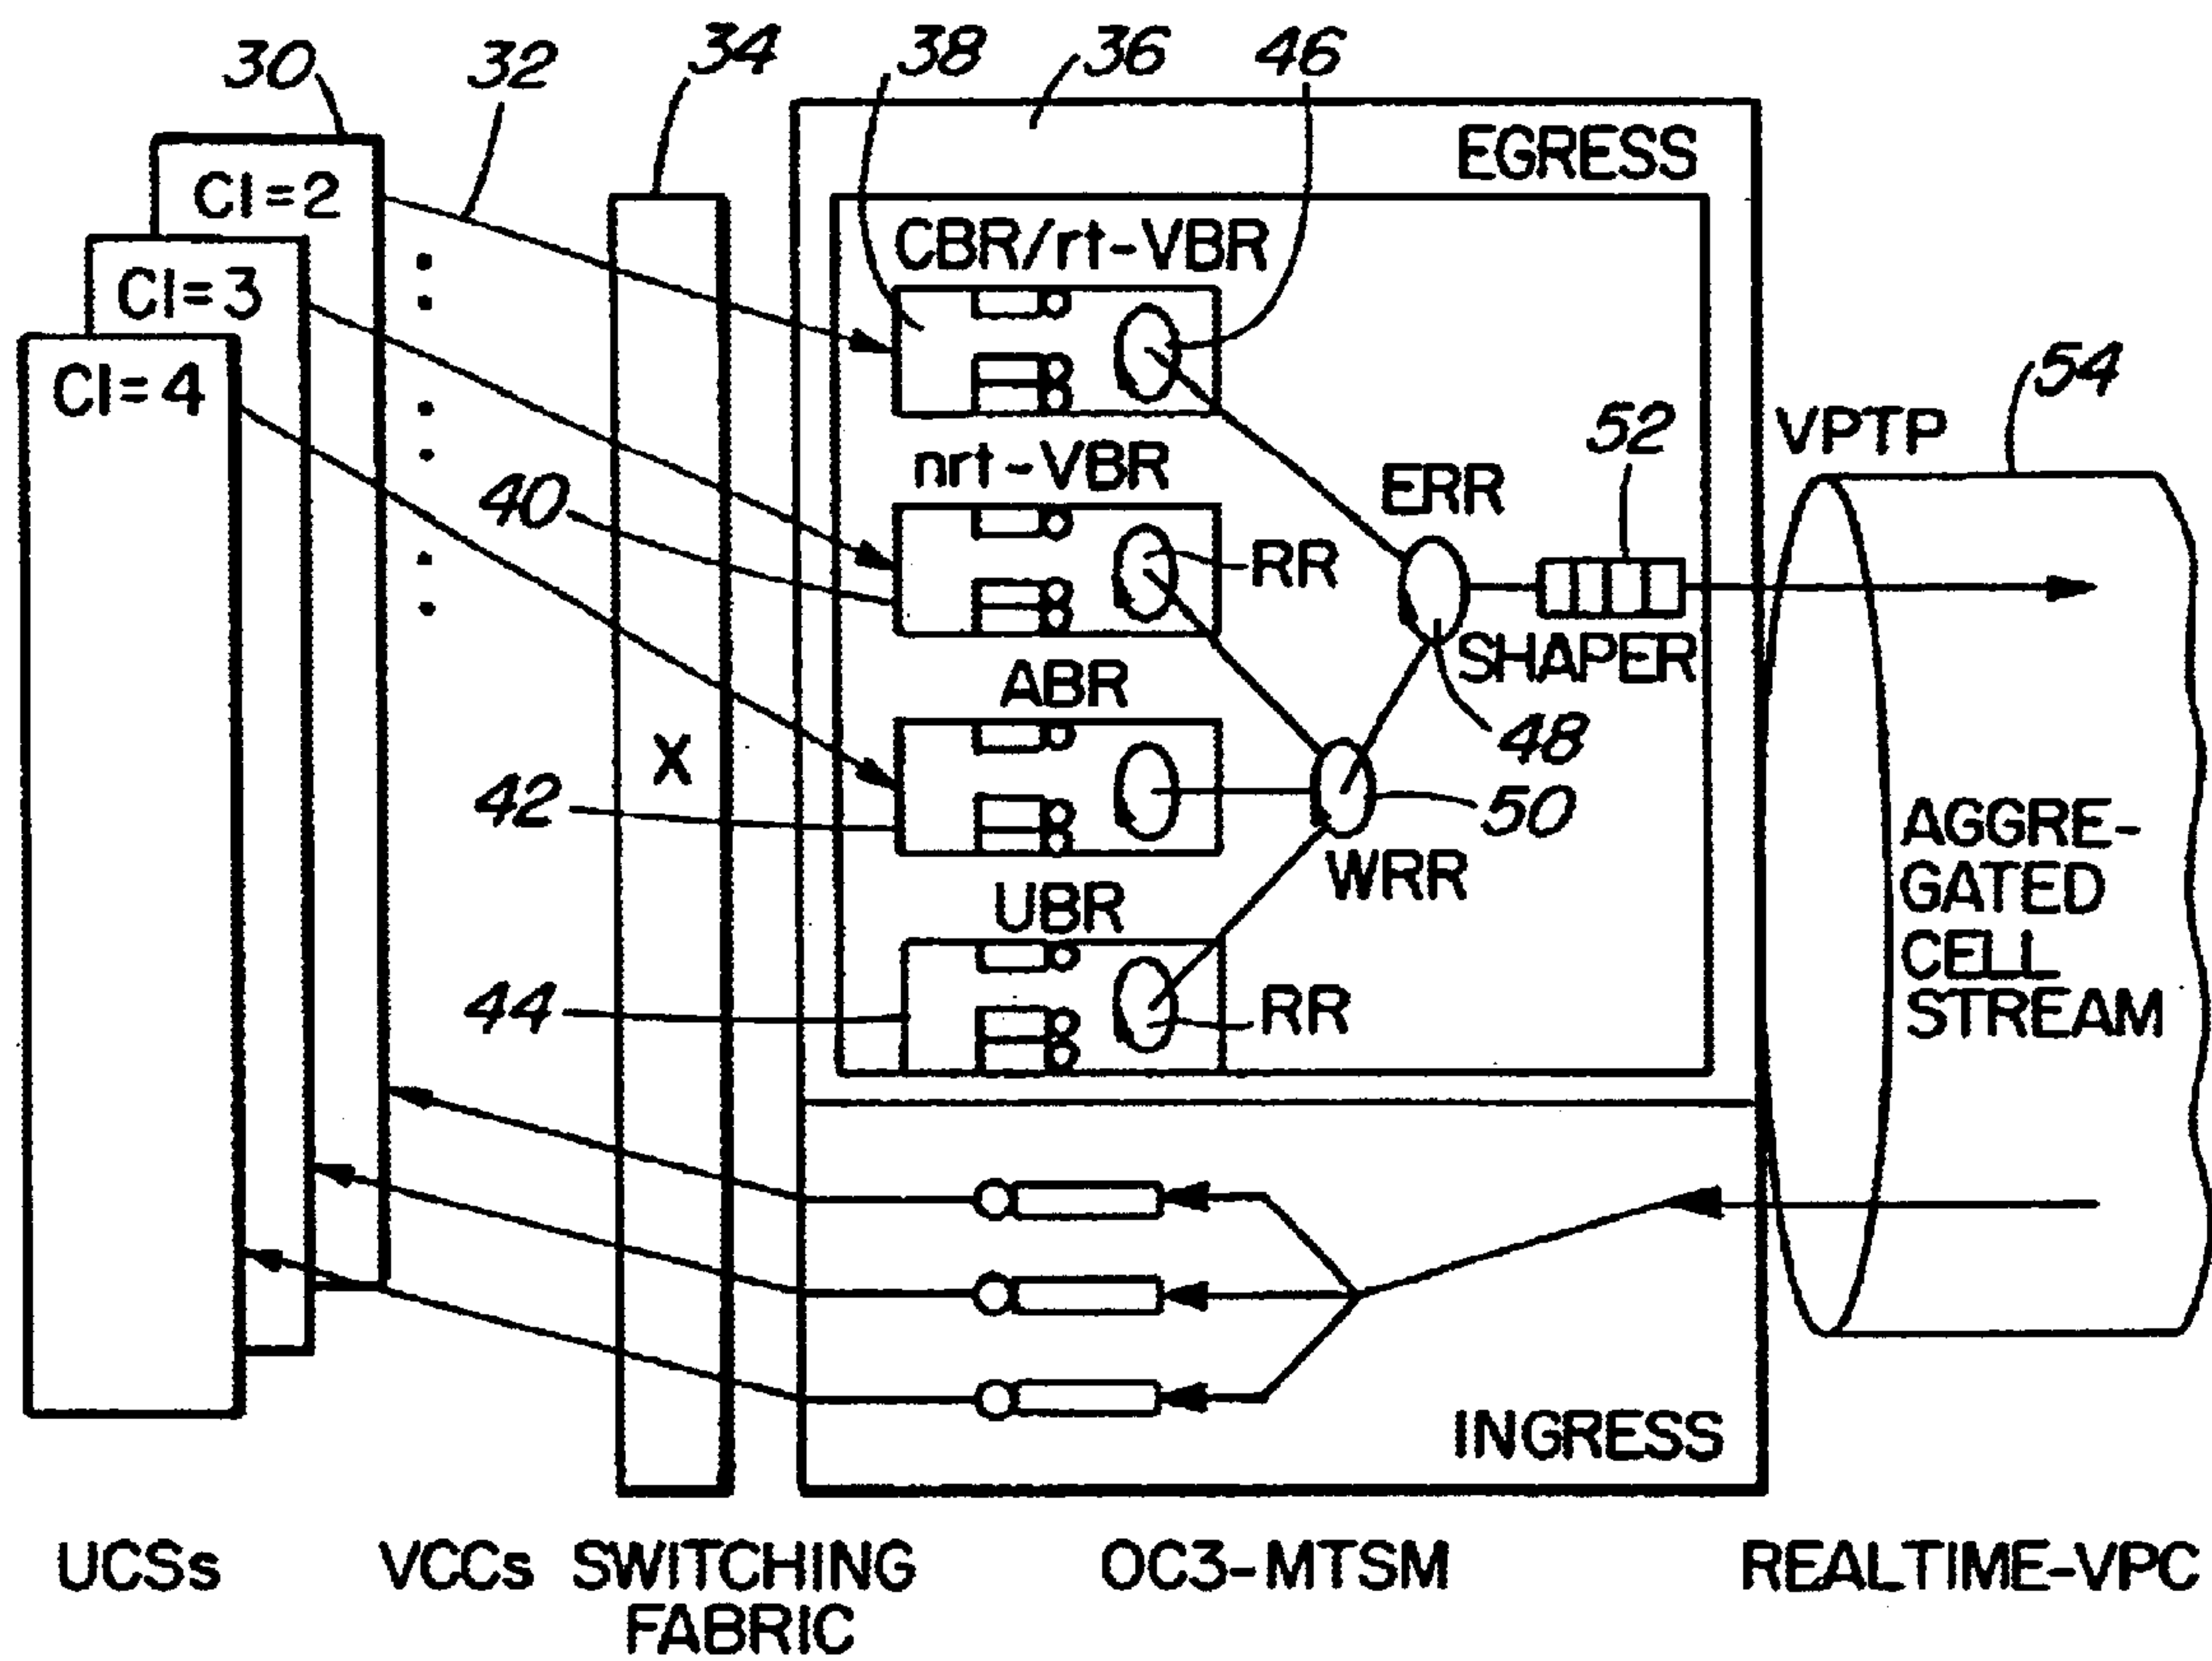 30
32
34
38
36
46
EGRESS
CI=2
CI=3
CI=4
CBR/rt-VBR
54
VPTP
52
nrt-VBR
ERR
40
RR
SHAPER
ABR
48
X
42
50
WRR
AGGRE-
GATED
CELL
STREAM
UBR
44
RR
INGRESS
UCSs
VCCs
SWITCHING
FABRIC
OC3-MTSM
REALTIME-VPC